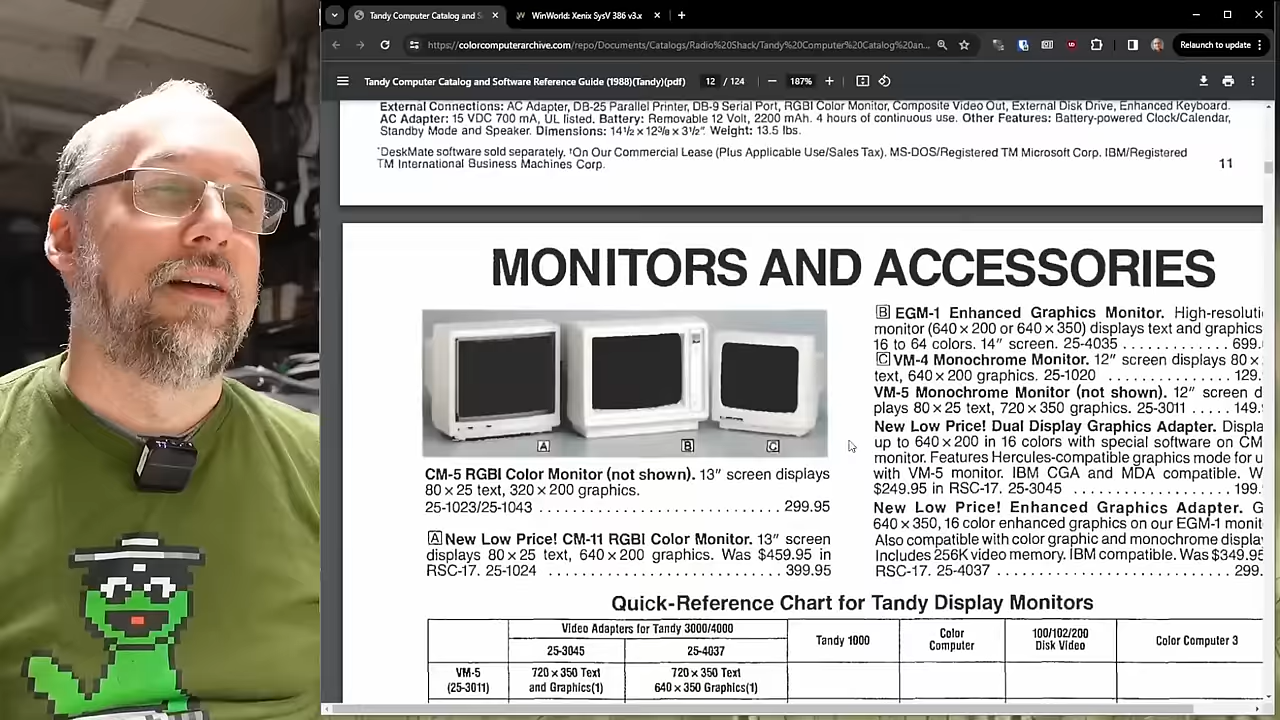 Tandy Computer Catalog and S
WinWorld: Xenix SysV 386 v3.x
https://colorcomputerarchive.com/repo/Documents/Catalogs/Radio%20Shack/Tandy%20Computer%20Catalog%20an...
Relaunch to update
Tandy Computer Catalog and Software Reference Guide (1988)(Tandy)(pdf)
12 / 124
187%
External Connections: AC Adapter, DB-25 Parallel Printer, DB-9 Serial Port, RGBI Color Monitor, Composite Video Out, External Disk Drive, Enhanced Keyboard.
AC Adapter: 15 VDC 700 mA, UL listed. Battery: Removable 12 Volt, 2200 mAh. 4 hours of continuous use. Other Features: Battery-powered Clock/Calendar,
Standby Mode and Speaker. Dimensions: 14½ × 12⅜ × 3½". Weight: 13.5 lbs.
*DeskMate software sold separately. †On Our Commercial Lease (Plus Applicable Use/Sales Tax). MS-DOS/Registered TM Microsoft Corp. IBM/Registered
TM International Business Machines Corp.
11
MONITORS AND ACCESSORIES
A
B
C
CM-5 RGBI Color Monitor (not shown). 13" screen displays
80 × 25 text, 320 × 200 graphics.
25-1023/25-1043 ........ 299.95
A New Low Price! CM-11 RGBI Color Monitor. 13" screen
displays 80 × 25 text, 640 × 200 graphics. Was $459.95 in
RSC-17. 25-1024 ........ 399.95
B EGM-1 Enhanced Graphics Monitor. High-resoluti
monitor (640 × 200 or 640 × 350) displays text and graphics
16 to 64 colors. 14" screen. 25-4035 ........ 699.
C VM-4 Monochrome Monitor. 12" screen displays 80 ×
text, 640 × 200 graphics. 25-1020 ........ 129.
VM-5 Monochrome Monitor (not shown). 12" screen d
plays 80 × 25 text, 720 × 350 graphics. 25-3011 ..... 149.
New Low Price! Dual Display Graphics Adapter. Displa
up to 640 × 200 in 16 colors with special software on CM
monitor. Features Hercules-compatible graphics mode for u
with VM-5 monitor. IBM CGA and MDA compatible. W
$249.95 in RSC-17. 25-3045 ........ 199.
New Low Price! Enhanced Graphics Adapter. G
640 × 350, 16 color enhanced graphics on our EGM-1 monit
Also compatible with color graphic and monochrome displa
Includes 256K video memory. IBM compatible. Was $349.95
RSC-17. 25-4037 ........ 299.
Quick-Reference Chart for Tandy Display Monitors
Video Adapters for Tandy 3000/4000
25-3045
25-4037
Tandy 1000
Color
Computer
100/102/200
Disk Video
Color Computer 3
VM-5
(25-3011)
720 × 350 Text
and Graphics(1)
720 × 350 Text
640 × 350 Graphics(1)